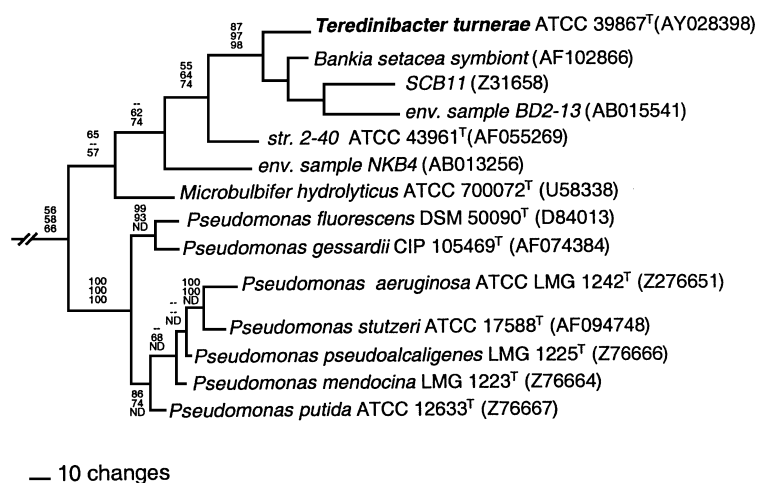 87
97
98
Teredinibacter turnerae ATCC 39867T(AY028398)
Bankia setacea symbiont (AF102866)
55
64
74
SCB11 (Z31658)
--
62
74
env. sample BD2-13 (AB015541)
65
--
57
str. 2-40 ATCC 43961T(AF055269)
env. sample NKB4 (AB013256)
Microbulbifer hydrolyticus ATCC 700072T (U58338)
56
58
66
99
93
ND
Pseudomonas fluorescens DSM 50090T (D84013)
Pseudomonas gessardii CIP 105469T (AF074384)
100
100
100
100
100
ND
Pseudomonas aeruginosa ATCC LMG 1242T (Z276651)
--
--
ND
Pseudomonas stutzeri ATCC 17588T (AF094748)
--
68
ND
Pseudomonas pseudoalcaligenes LMG 1225T (Z76666)
Pseudomonas mendocina LMG 1223T (Z76664)
86
74
ND
Pseudomonas putida ATCC 12633T (Z76667)
10 changes